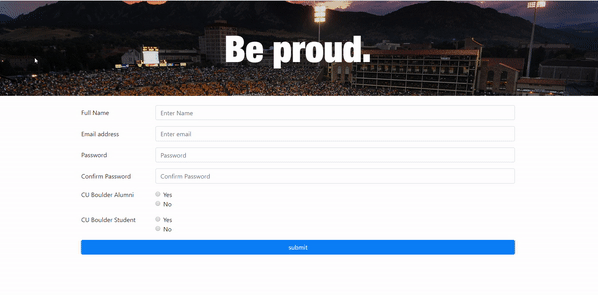 Be proud.
Full Name Enter Name
Email address Enter email
Password Password
Confirm Password Confirm Password
CU Boulder Alumni Yes
No
CU Boulder Student Yes
No
submit